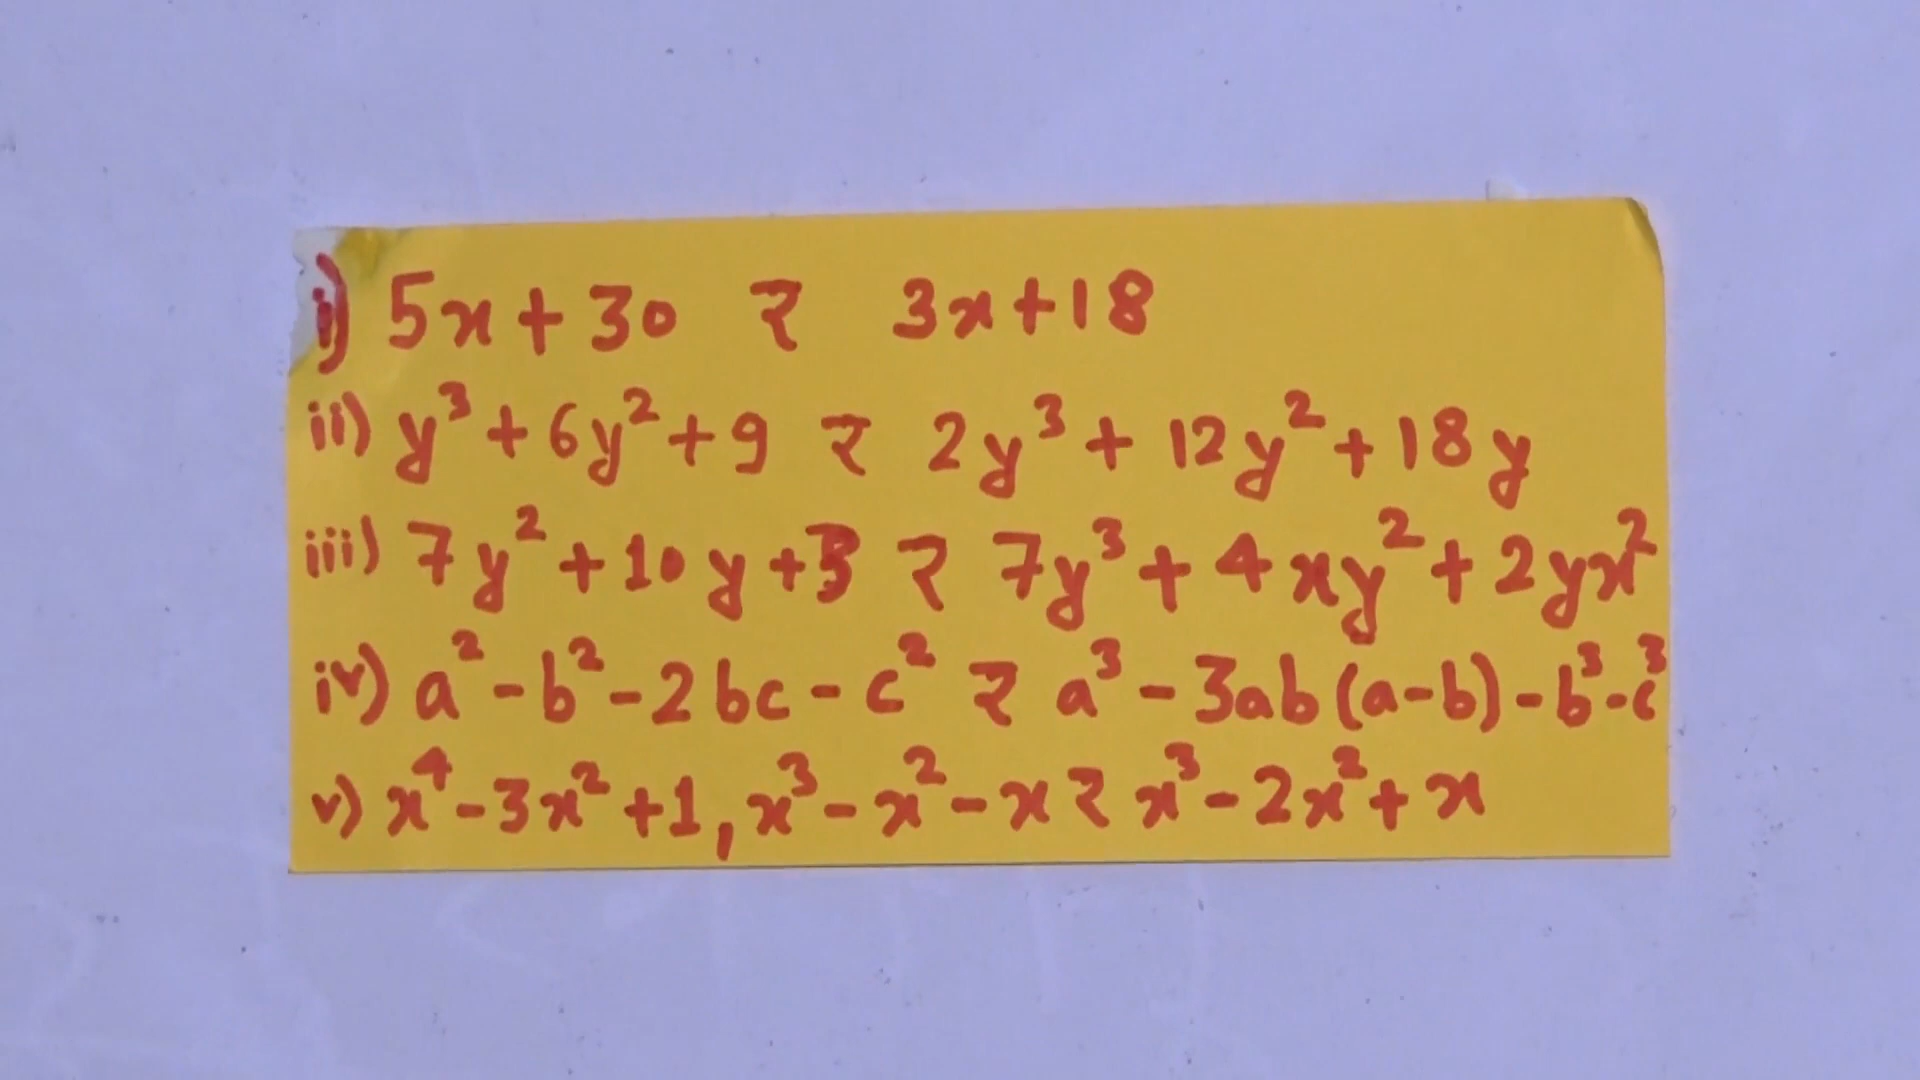 i) 5x+30 र 3x+18
ii) y³+6y²+9 र 2y³+12y²+18y
iii) 7y²+10y+3 र 7y³+4xy²+2yx²
iv) a²-b²-2bc-c² र a³-3ab(a-b)-b³-c³
v) x⁴-3x²+1, x³-x²-x र x³-2x²+x